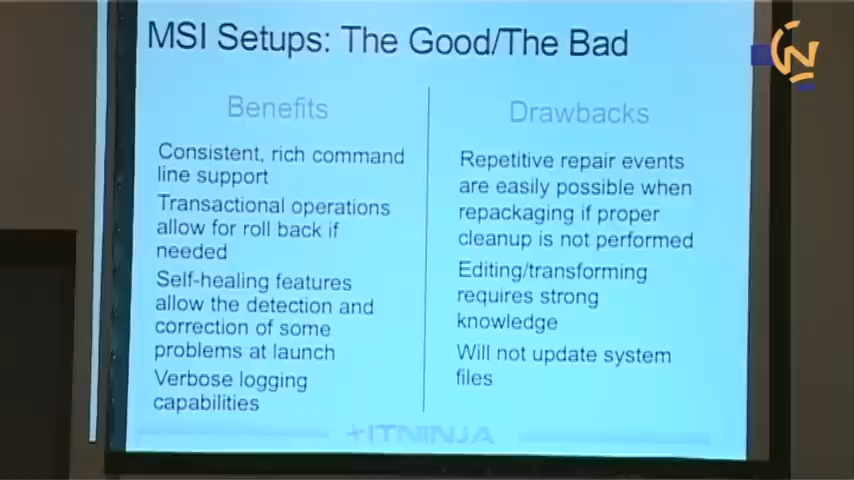 MSI Setups: The Good/The Bad
Benefits
Consistent, rich command
line support
Transactional operations
allow for roll back if
needed
Self-healing features
allow the detection and
correction of some
problems at launch
Verbose logging
capabilities
Drawbacks
Repetitive repair events
are easily possible when
repackaging if proper
cleanup is not performed
Editing/transforming
requires strong
knowledge
Will not update system
files
+ITNINJA